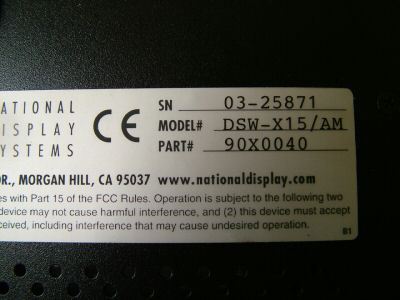 ATIONAL
ISPLAY
YSTEMS
CE
SN 03-25871
MODEL# DSW-X15/AM
PART# 90X0040
OR., MORGAN HILL, CA 95037 www.nationaldisplay.com
es with Part 15 of the FCC Rules. Operation is subject to the following two
device may not cause harmful interference, and (2) this device must accept
ceived, including interference that may cause undesired operation.
B1